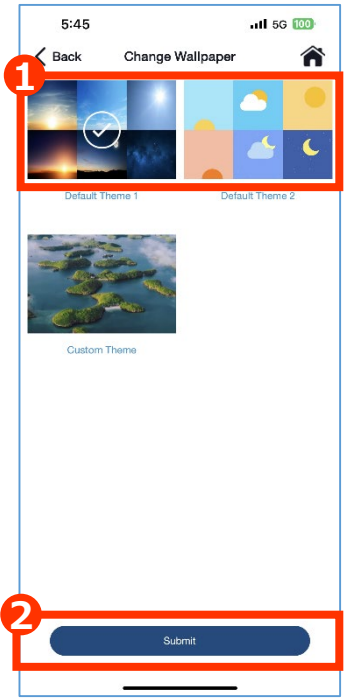 5:45 5G 100
Back Change Wallpaper
1
Default Theme 1 Default Theme 2
Custom Theme
2
Submit